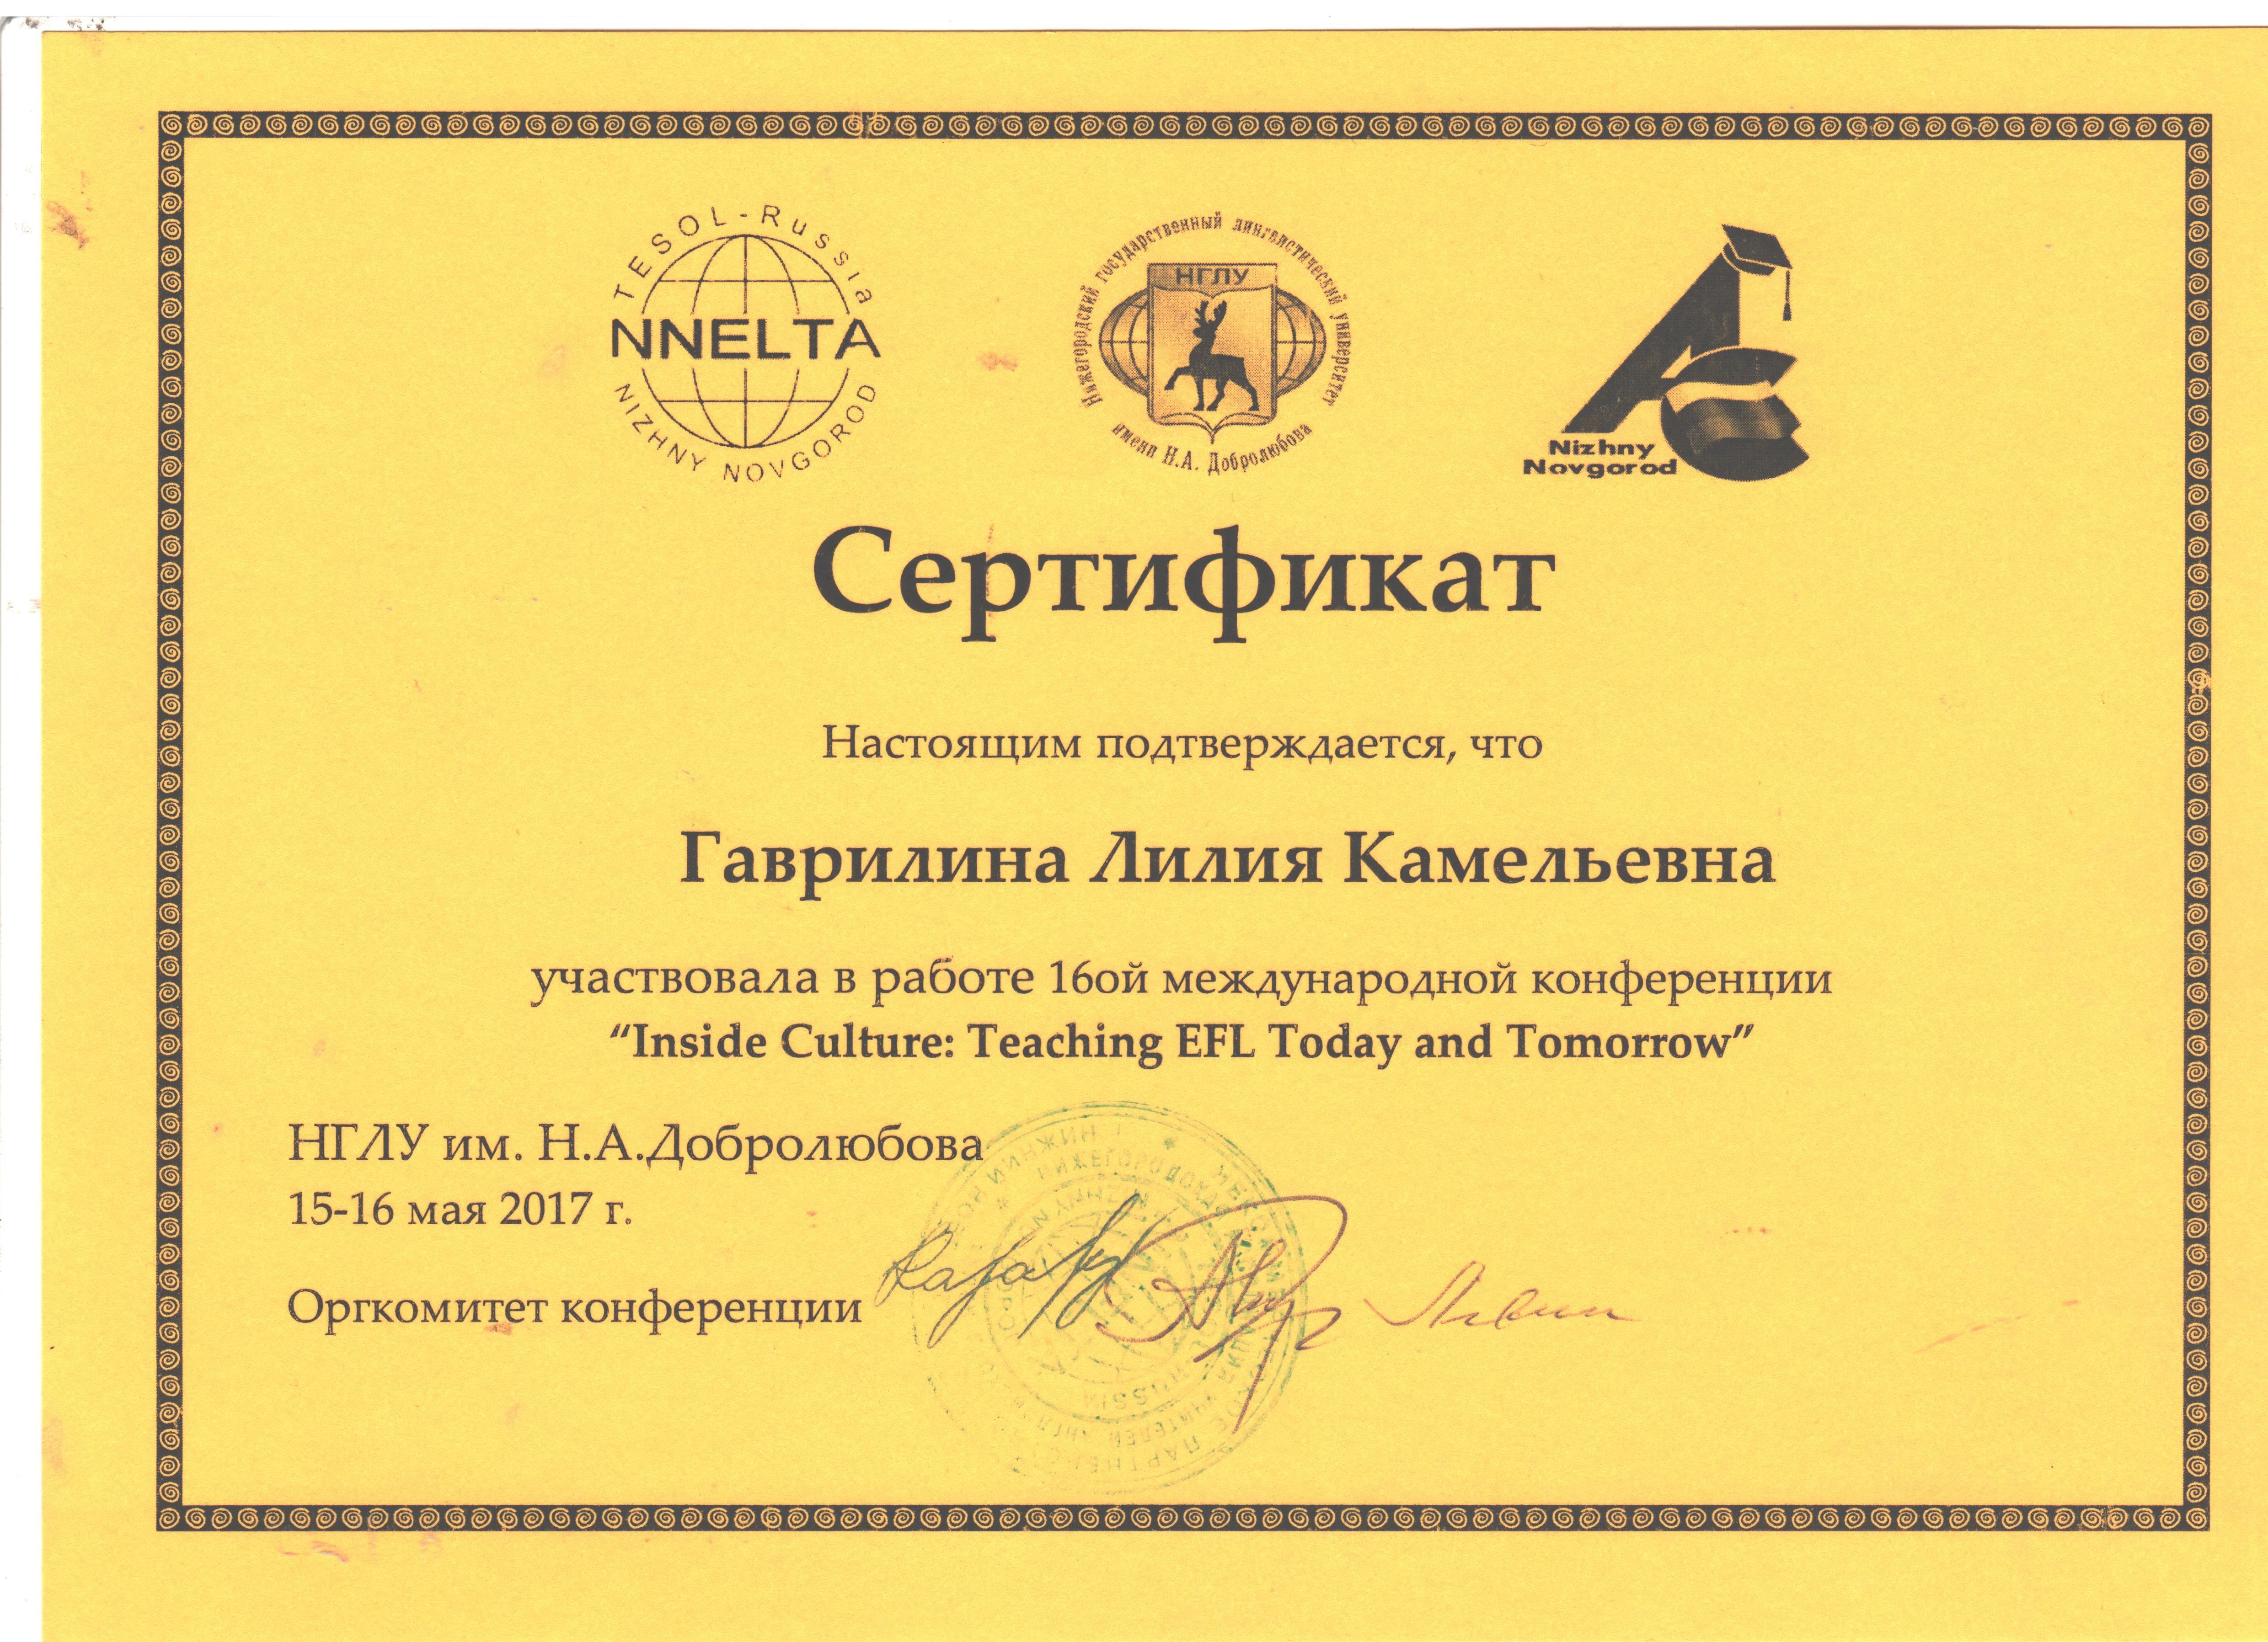 TESOL-Russia
NNELTA
NIZHNY NOVGOROD
Нижегородский государственный лингвистический университет
НГЛУ
имени Н.А. Добролюбова
Nizhny
Novgorod
Сертификат
Настоящим подтверждается, что
Гаврилина Лилия Камельевна
участвовала в работе 16ой международной конференции
“Inside Culture: Teaching EFL Today and Tomorrow”
НГЛУ им. Н.А.Добролюбова
15-16 мая 2017 г.
Оргкомитет конференции